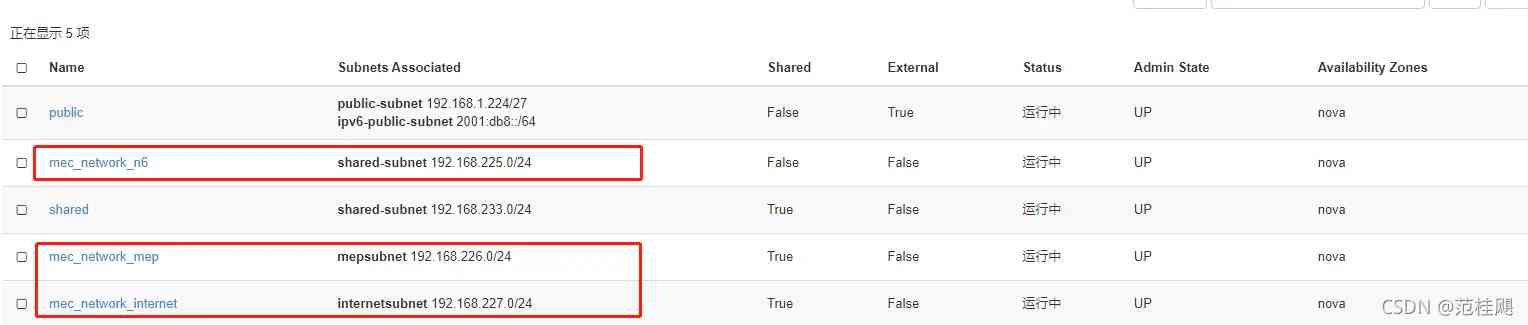 正在显示 5 项
Name Subnets Associated Shared External Status Admin State Availability Zones
public public-subnet 192.168.1.224/27 False True 运行中 UP nova
ipv6-public-subnet 2001:db8::/64
mec_network_n6 shared-subnet 192.168.225.0/24 False False 运行中 UP nova
shared shared-subnet 192.168.233.0/24 True False 运行中 UP nova
mec_network_mep mepsubnet 192.168.226.0/24 True False 运行中 UP nova
mec_network_internet internetsubnet 192.168.227.0/24 True False 运行中 UP nova
CSDN @范桂飓